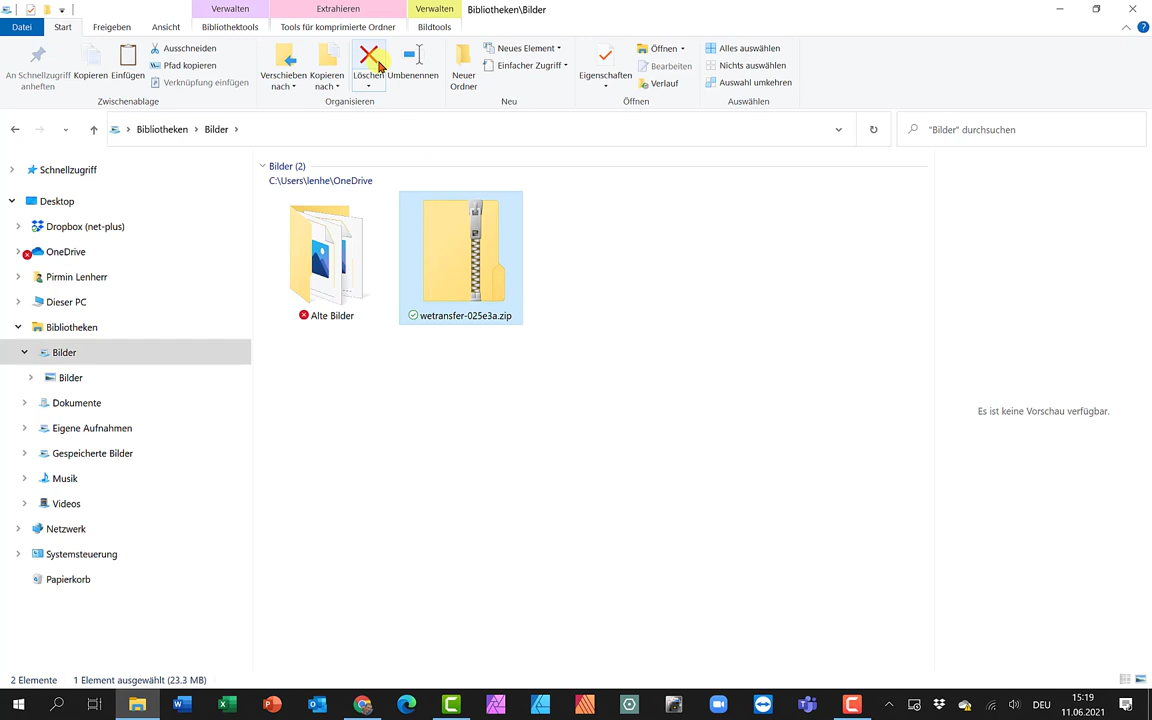 Verwalten
Extrahieren
Verwalten
Bibliotheken\Bilder
Datei
Start
Freigeben
Ansicht
Bibliothektools
Tools für komprimierte Ordner
Bildtools
An Schnellzugriff
anheften
Kopieren
Einfügen
Ausschneiden
Pfad kopieren
Verknüpfung einfügen
Zwischenablage
Verschieben
nach
Kopieren
nach
Löschen
Umbenennen
Organisieren
Neuer
Ordner
Neues Element
Einfacher Zugriff
Neu
Eigenschaften
Öffnen
Bearbeiten
Verlauf
Öffnen
Alles auswählen
Nichts auswählen
Auswahl umkehren
Auswählen
Bibliotheken
Bilder
"Bilder" durchsuchen
Schnellzugriff
Desktop
Dropbox (net-plus)
OneDrive
Pirmin Lenherr
Dieser PC
Bibliotheken
Bilder
Bilder
Dokumente
Eigene Aufnahmen
Gespeicherte Bilder
Musik
Videos
Netzwerk
Systemsteuerung
Papierkorb
Bilder (2)
C:\Users\lenhe\OneDrive
Alte Bilder
wetransfer-025e3a.zip
Es ist keine Vorschau verfügbar.
2 Elemente
1 Element ausgewählt (23.3 MB)
DEU
15:19
11.06.2021